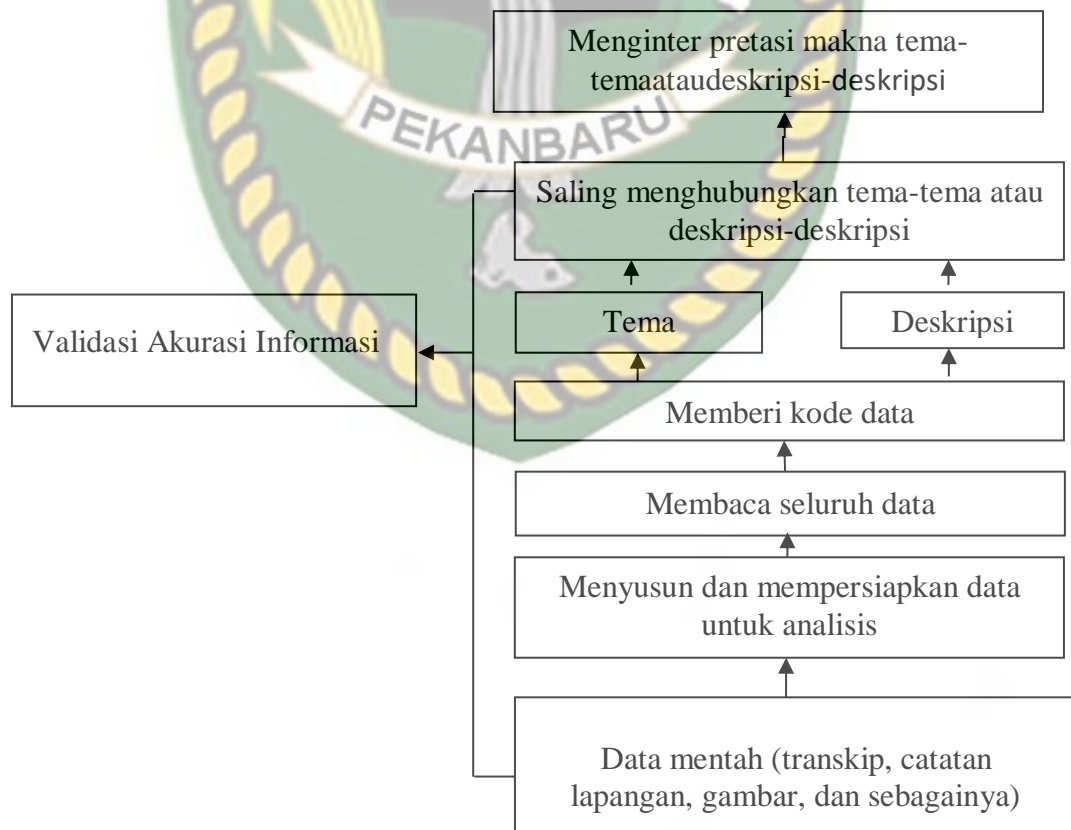 Menginter pretasi makna tema-
temaataudeskripsi-deskripsi
PEKANBARU
Saling menghubungkan tema-tema atau
deskripsi-deskripsi
Tema
Deskripsi
Validasi Akurasi Informasi
Memberi kode data
Membaca seluruh data
Menyusun dan mempersiapkan data
untuk analisis
Data mentah (transkip, catatan
lapangan, gambar, dan sebagainya)